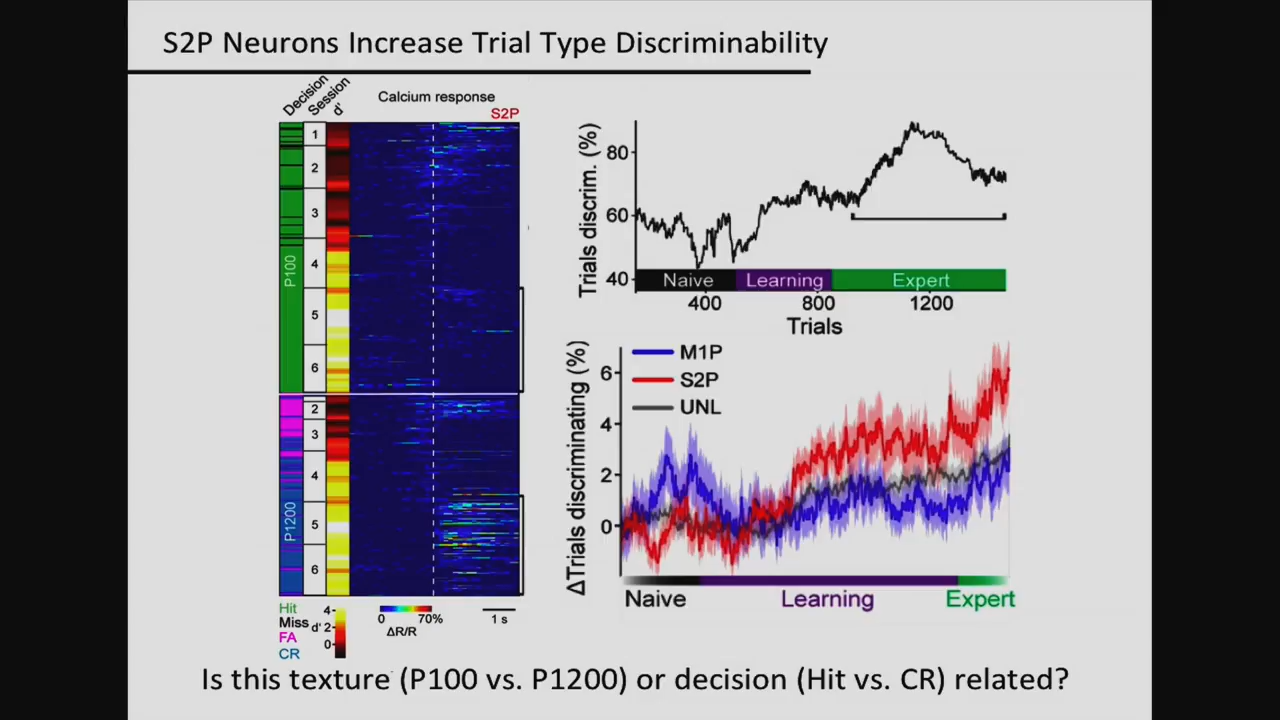 S2P Neurons Increase Trial Type Discriminability
Decision
Session
d'
Calcium response
S2P
1
2
3
4
5
6
P100
2
3
4
5
6
P1200
Hit
Miss
FA
CR
d'
4
2
0
0
70%
ΔR/R
1 s
Trials discrim. (%)
80
60
40
Naive
Learning
Expert
400
800
1200
Trials
ΔTrials discriminating (%)
6
4
2
0
M1P
S2P
UNL
Naive
Learning
Expert
Is this texture (P100 vs. P1200) or decision (Hit vs. CR) related?